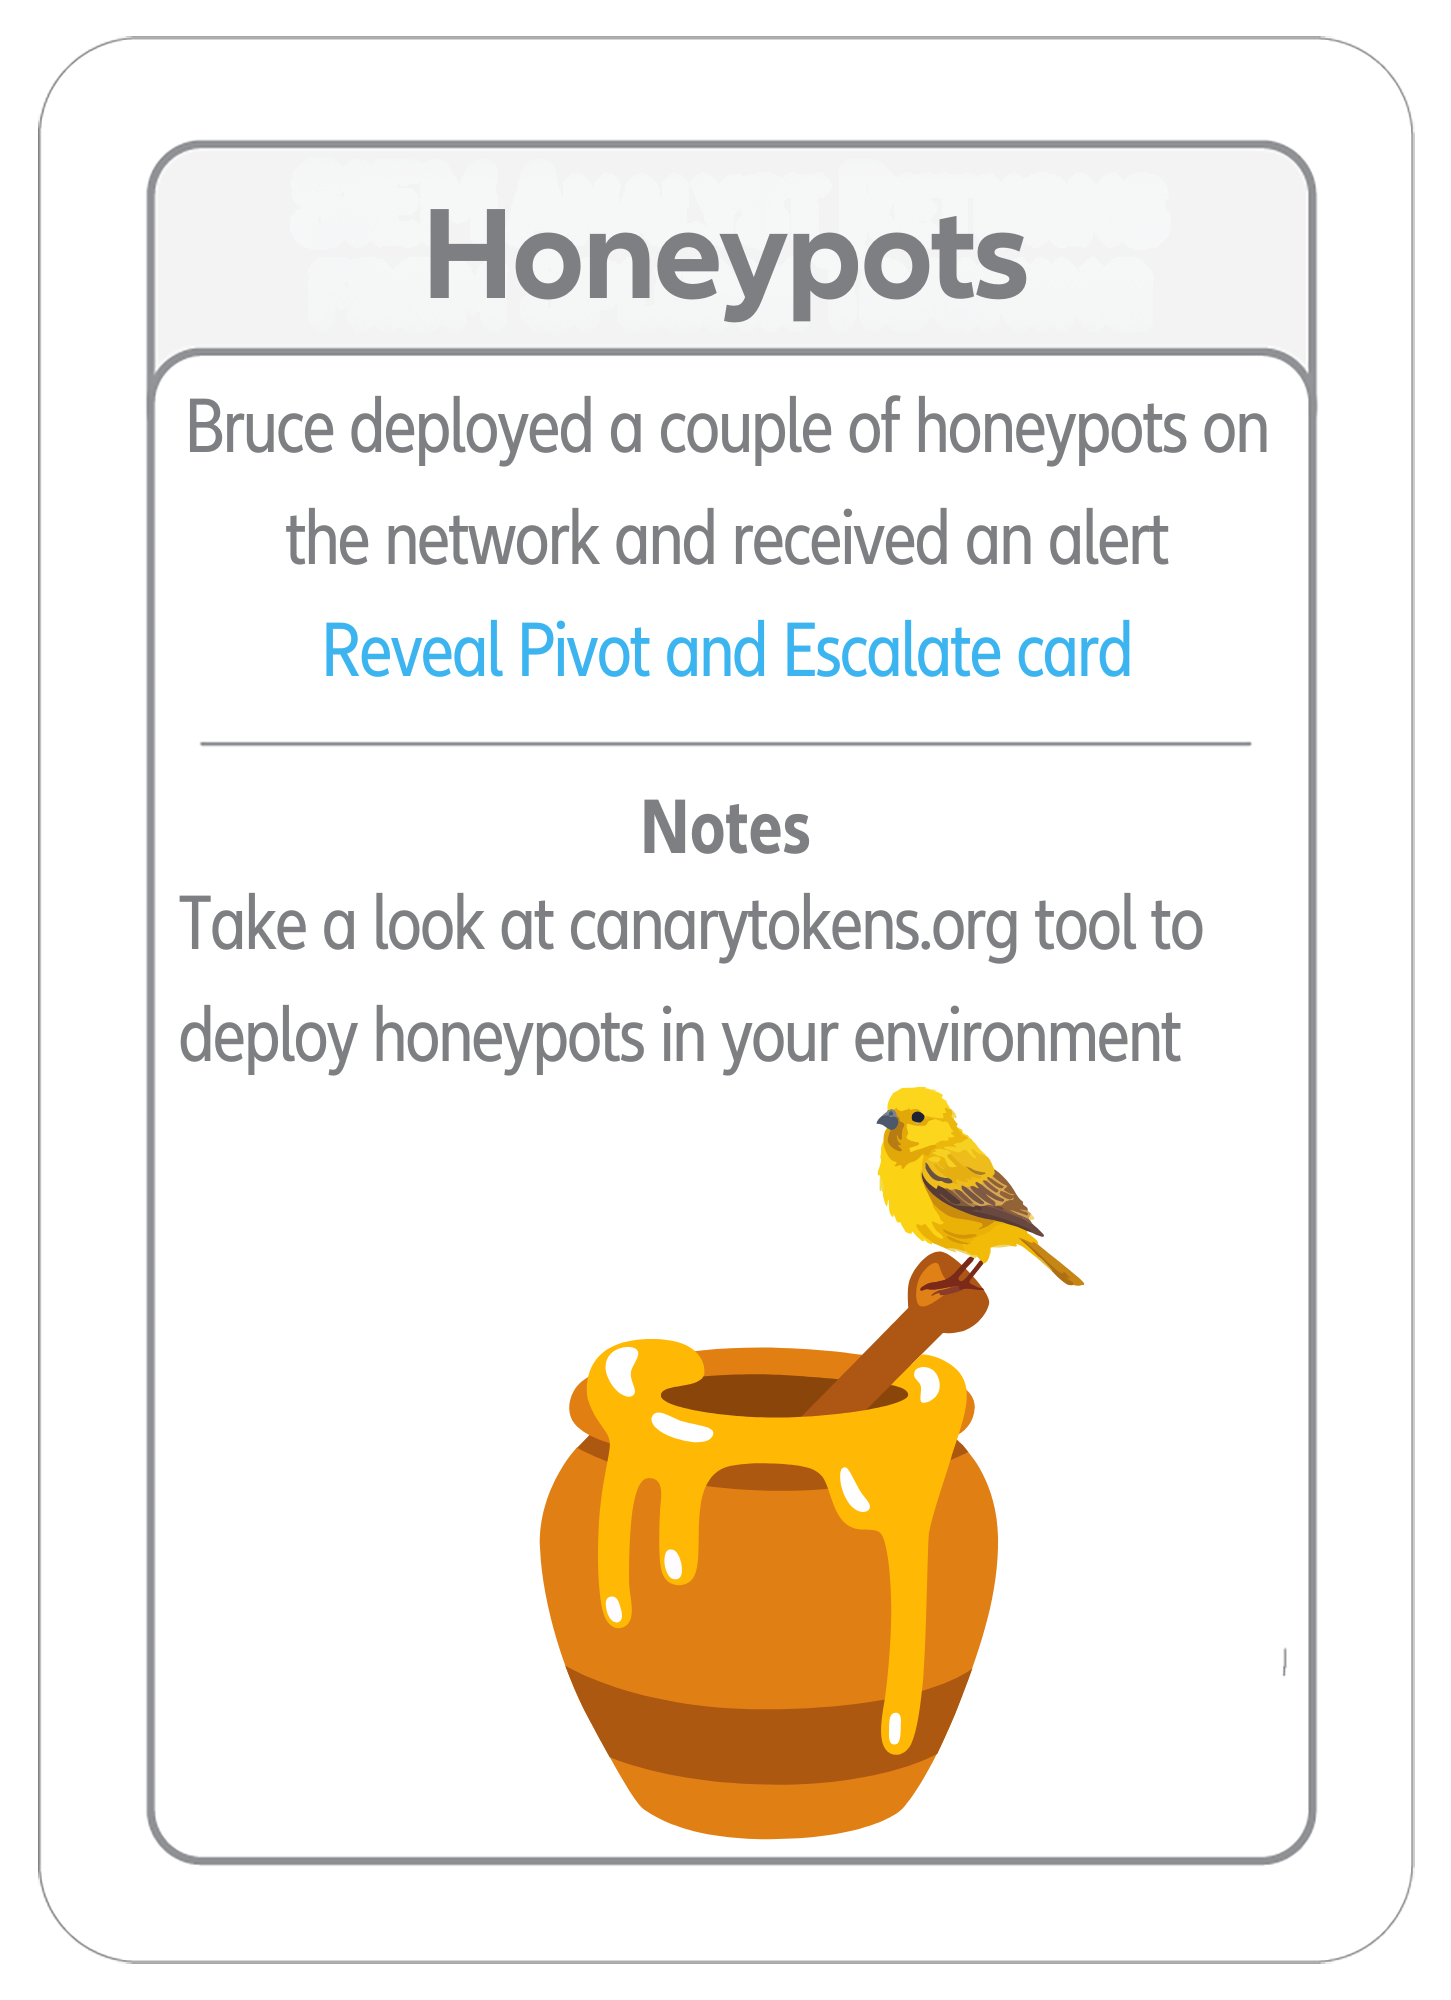 Honeypots
Bruce deployed a couple of honeypots on
the network and received an alert
Reveal Pivot and Escalate card
Notes
Take a look at canarytokens.org tool to
deploy honeypots in your environment